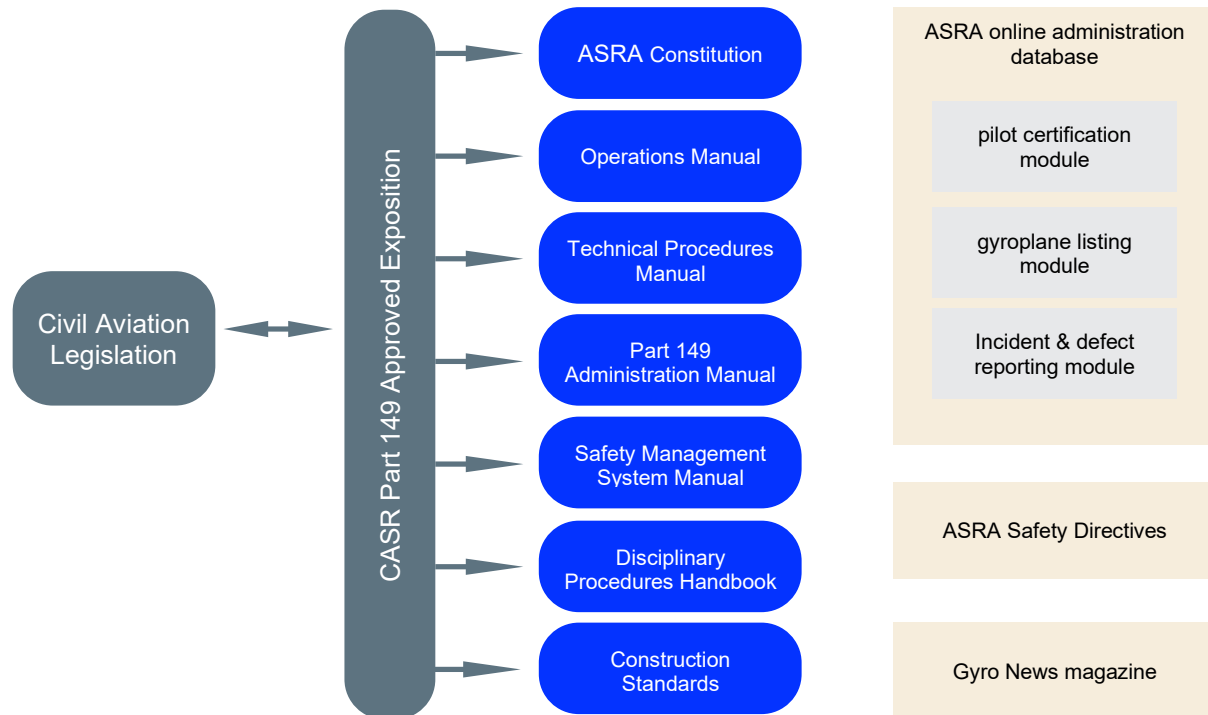 Civil Aviation
Legislation
CASR Part 149 Approved Exposition
ASRA Constitution
Operations Manual
Technical Procedures
Manual
Part 149
Administration Manual
Safety Management
System Manual
Disciplinary
Procedures Handbook
Construction
Standards
ASRA online administration
database
pilot certification
module
gyroplane listing
module
Incident & defect
reporting module
ASRA Safety Directives
Gyro News magazine